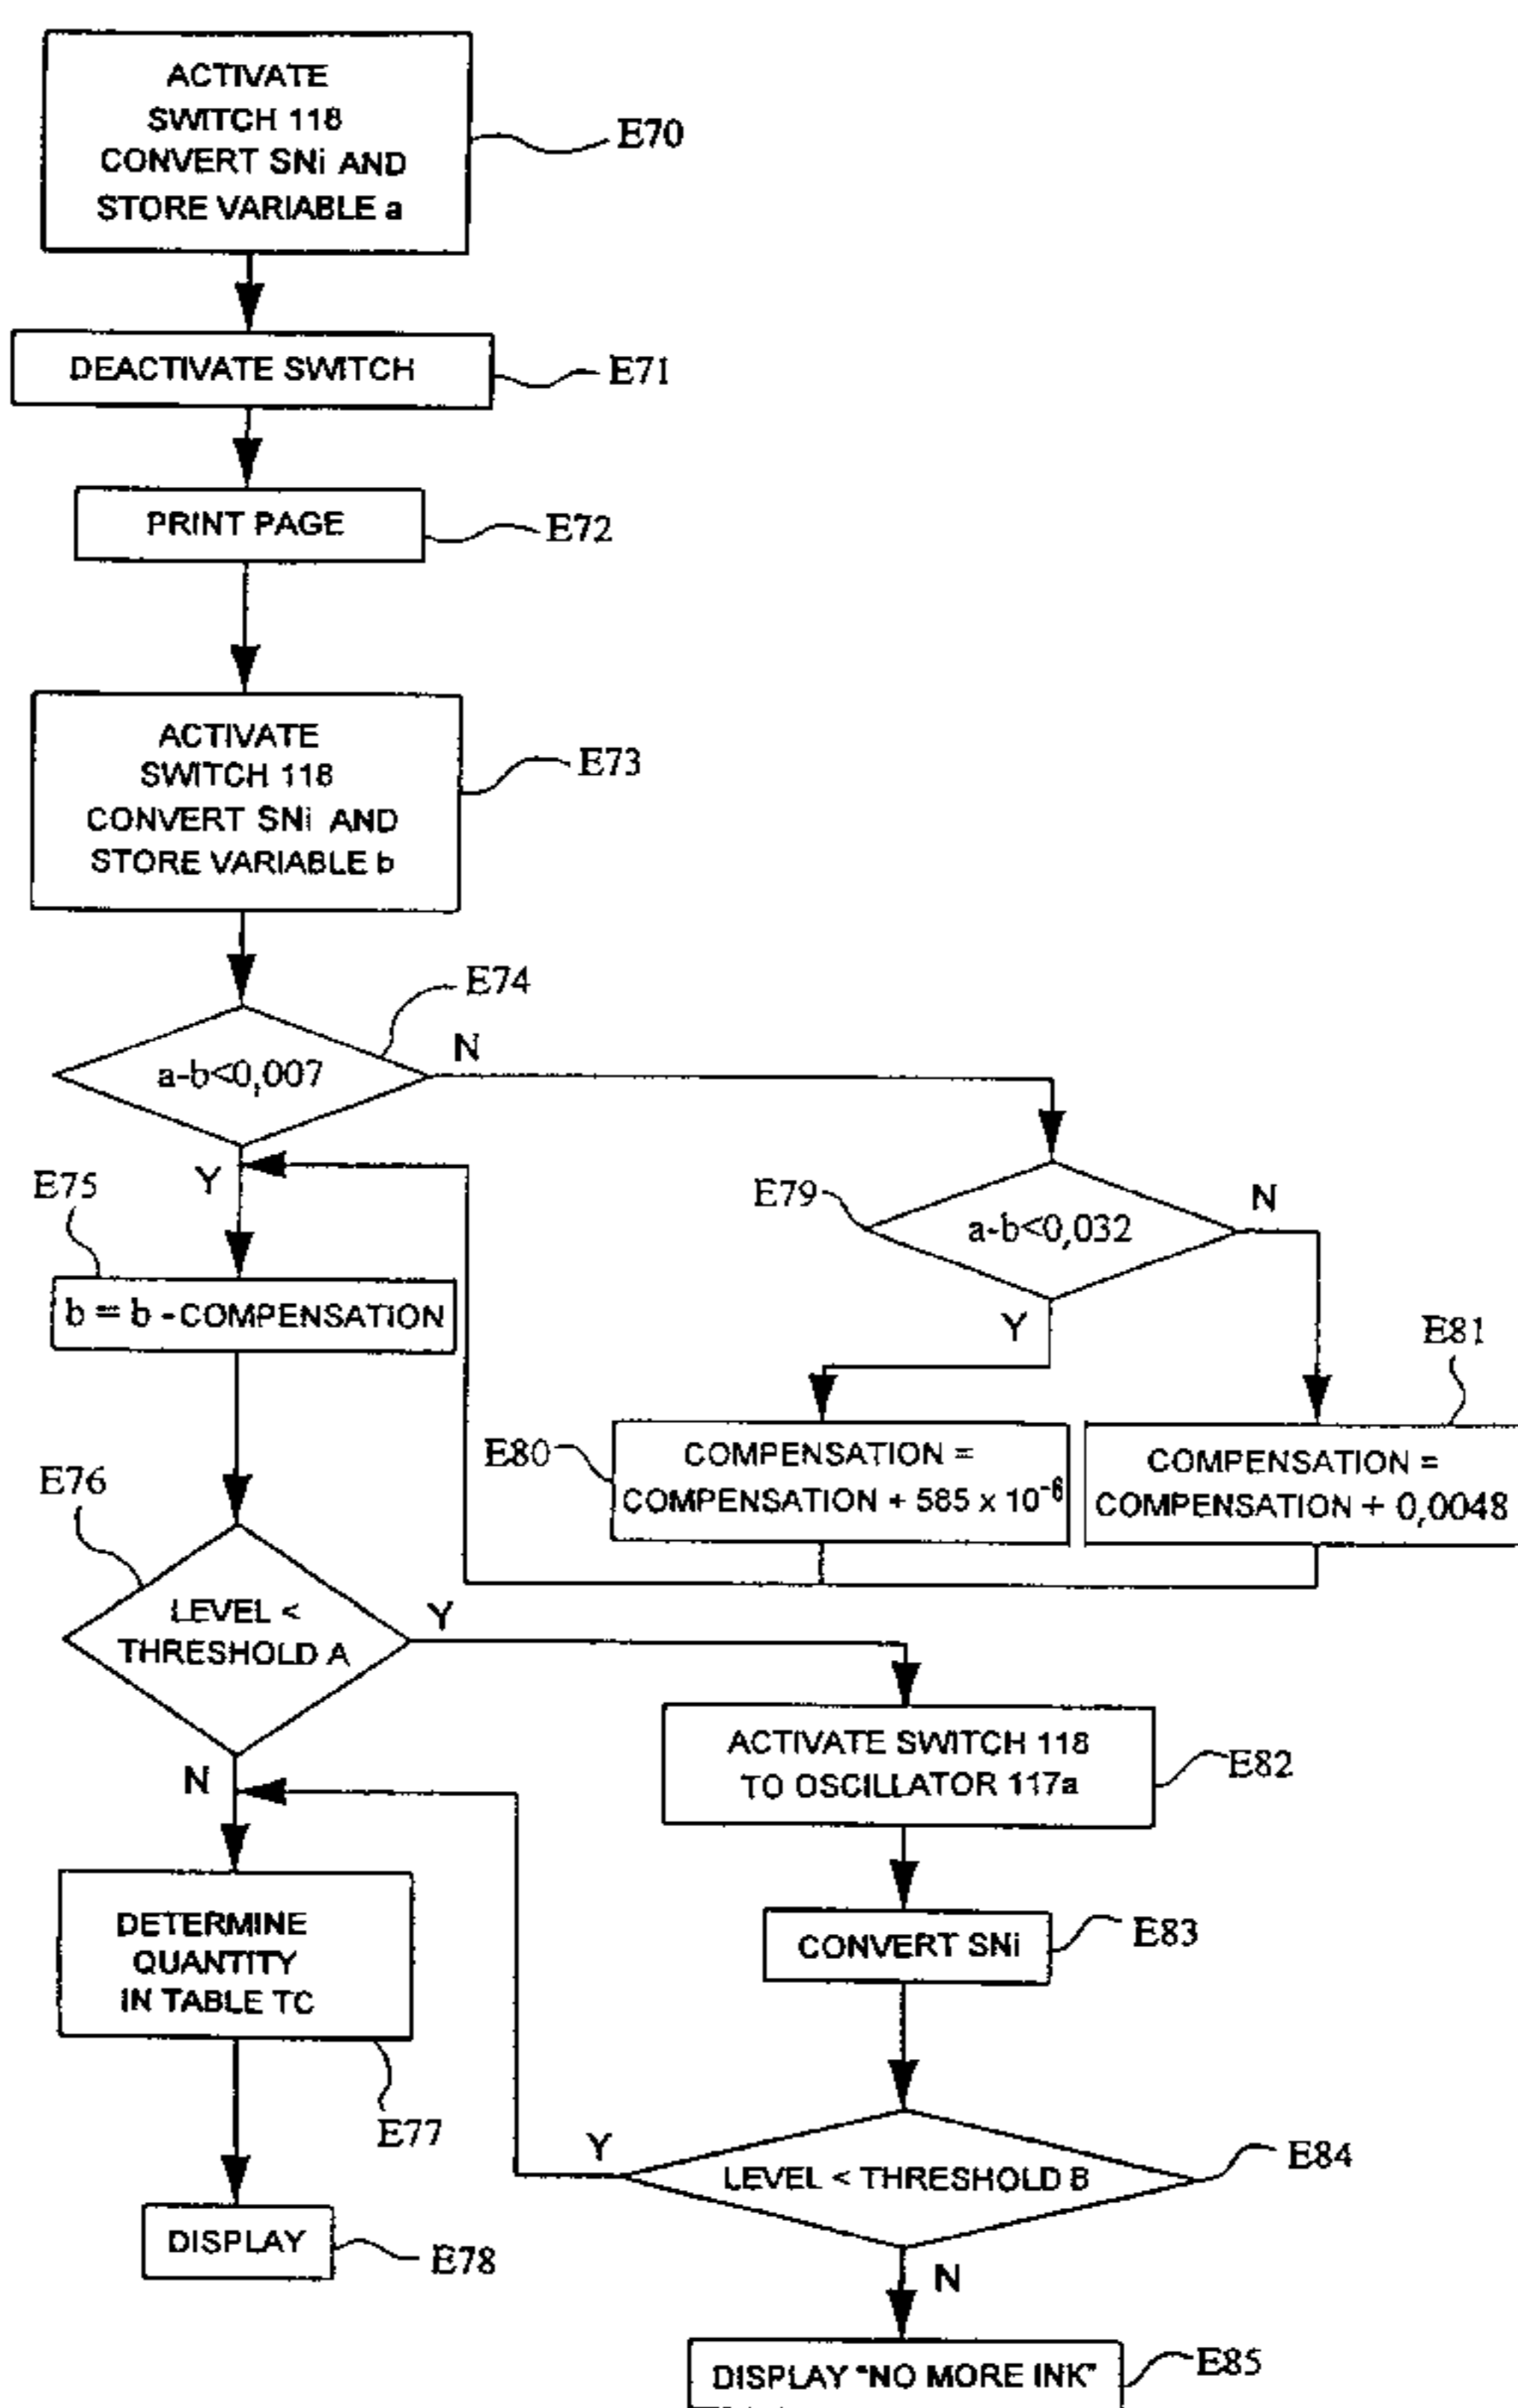 ACTIVATE
SWITCH 118
CONVERT SNi AND
STORE VARIABLE a
E70
DEACTIVATE SWITCH
E71
PRINT PAGE
E72
ACTIVATE
SWITCH 118
CONVERT SNi AND
STORE VARIABLE b
E73
E74
a-b<0,007
N
Y
E75
b = b - COMPENSATION
E79
a-b<0,032
N
Y
E81
E80
COMPENSATION =
COMPENSATION + 585 x 10⁻⁶
COMPENSATION =
COMPENSATION + 0,0048
E76
LEVEL <
THRESHOLD A
Y
N
ACTIVATE SWITCH 118
TO OSCILLATOR 117a
E82
DETERMINE
QUANTITY
IN TABLE TC
E77
CONVERT SNi
E83
Y
LEVEL < THRESHOLD B
E84
DISPLAY
E78
N
DISPLAY "NO MORE INK"
E85